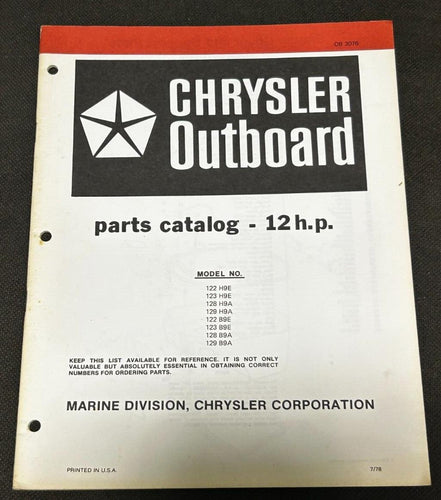 OB 3076
CHRYSLER
Outboard
parts catalog - 12 h.p.
MODEL NO.
122 H9E
123 H9E
128 H9A
129 H9A
122 B9E
123 B9E
128 B9A
129 B9A
KEEP THIS LIST AVAILABLE FOR REFERENCE. IT IS NOT ONLY
VALUABLE BUT ABSOLUTELY ESSENTIAL IN OBTAINING CORRECT
NUMBERS FOR ORDERING PARTS.
MARINE DIVISION, CHRYSLER CORPORATION
PRINTED IN U.S.A.
7/78